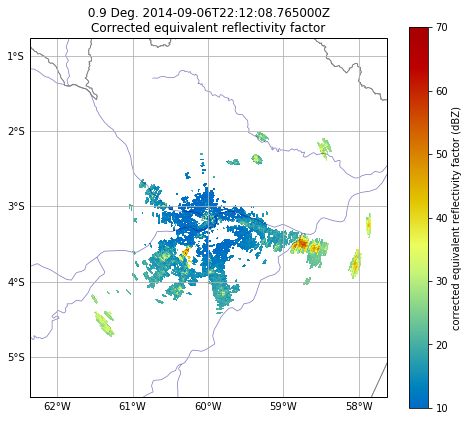 0.9 Deg. 2014-09-06T22:12:08.765000Z
Corrected equivalent reflectivity factor
1°S
2°S
3°S
4°S
5°S
62°W 61°W 60°W 59°W 58°W
70
60
50
40
30
20
10
corrected equivalent reflectivity factor (dBZ)